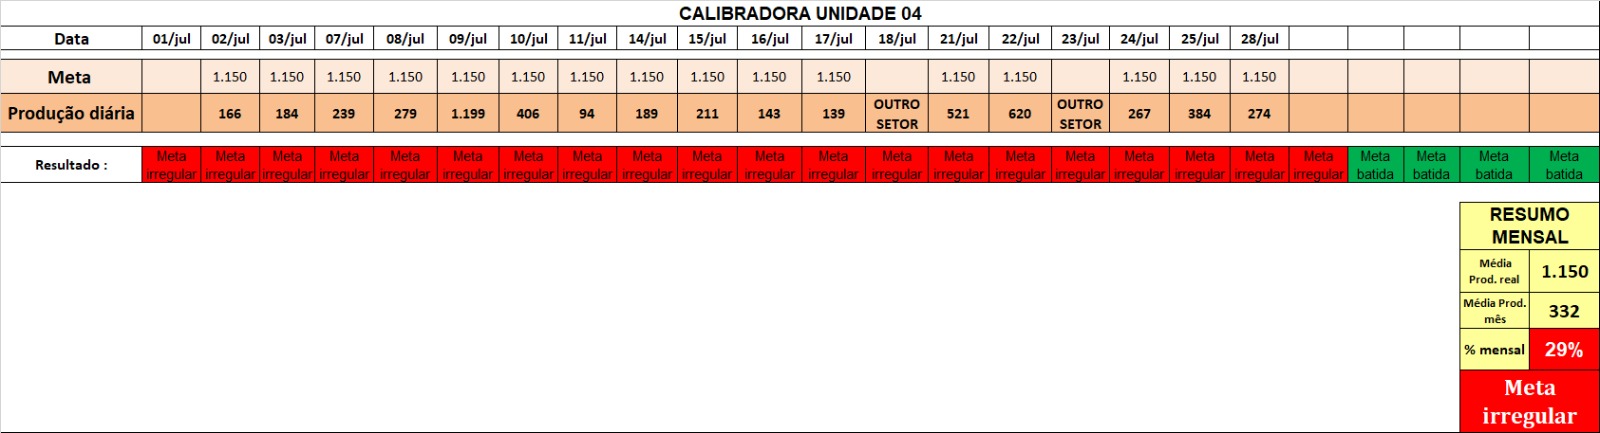 CALIBRADORA UNIDADE 04
Data 01/jul 02/jul 03/jul 07/jul 08/jul 09/jul 10/jul 11/jul 14/jul 15/jul 16/jul 17/jul 18/jul 21/jul 22/jul 23/jul 24/jul 25/jul 28/jul
Meta 1.150 1.150 1.150 1.150 1.150 1.150 1.150 1.150 1.150 1.150 1.150 1.150 1.150 1.150 1.150 1.150
Produção diária 166 184 239 279 1.199 406 94 189 211 143 139 OUTRO SETOR 521 620 OUTRO SETOR 267 384 274
Resultado : Meta irregular Meta irregular Meta irregular Meta irregular Meta irregular Meta irregular Meta irregular Meta irregular Meta irregular Meta irregular Meta irregular Meta irregular Meta irregular Meta irregular Meta irregular Meta irregular Meta irregular Meta irregular Meta irregular Meta irregular Meta batida Meta batida Meta batida Meta batida
RESUMO
MENSAL
Média
Prod. real 1.150
Média Prod.
mês 332
% mensal 29%
Meta
irregular